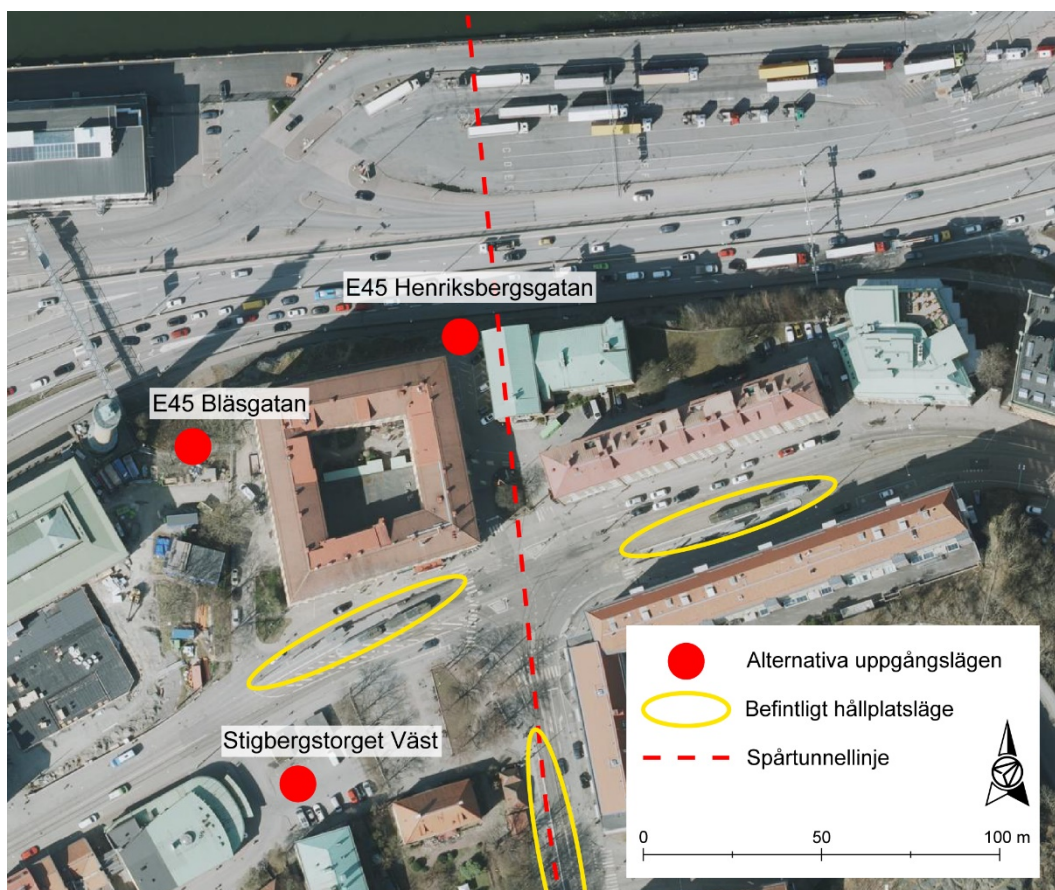 E45 Henriksbergsgatan
E45 Bläsgatan
Stigbergstorget Väst
Alternativa uppgångslägen
Befintligt hållplatsläge
Spårtunnellinje
0 50 100 m